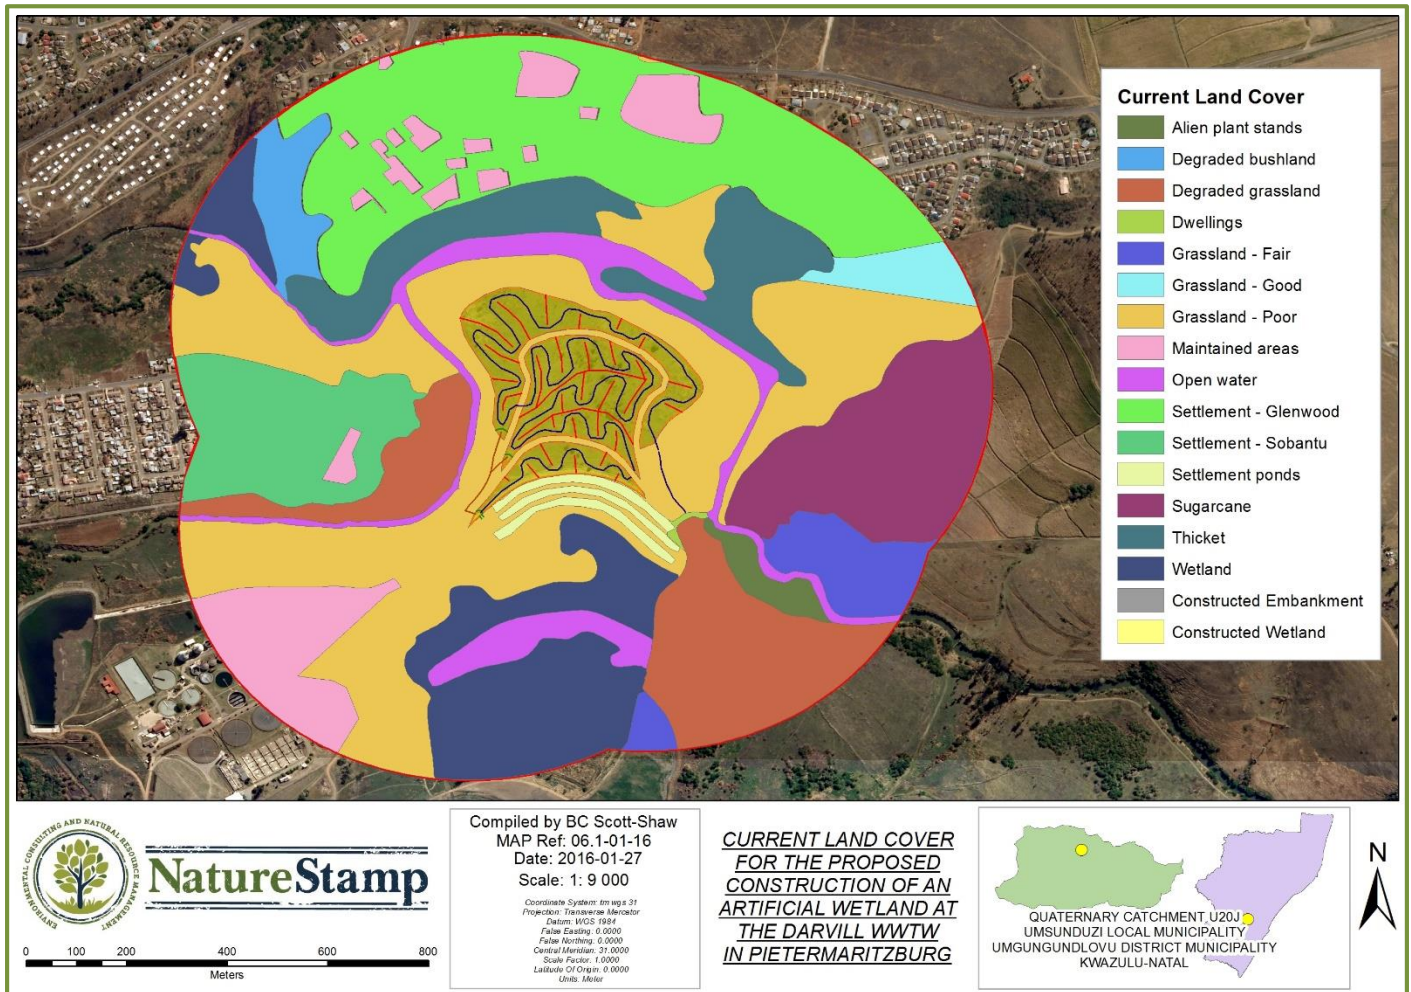 Current Land Cover
Alien plant stands
Degraded bushland
Degraded grassland
Dwellings
Grassland - Fair
Grassland - Good
Grassland - Poor
Maintained areas
Open water
Settlement - Glenwood
Settlement - Sobantu
Settlement ponds
Sugarcane
Thicket
Wetland
Constructed Embankment
Constructed Wetland
ENVIRONMENTAL CONSULTING AND NATURAL RESOURCE MANAGEMENT
NatureStamp
0 100 200 400 600 800
Meters
Compiled by BC Scott-Shaw
MAP Ref: 06.1-01-16
Date: 2016-01-27
Scale: 1: 9 000
Coordinate System: tm wgs 31
Projection: Transverse Mercator
Datum: WGS 1984
False Easting: 0.0000
False Northing: 0.0000
Central Meridian: 31.0000
Scale Factor: 1.0000
Latitude Of Origin: 0.0000
Units: Meter
CURRENT LAND COVER
FOR THE PROPOSED
CONSTRUCTION OF AN
ARTIFICIAL WETLAND AT
THE DARVILL WWTW
IN PIETERMARITZBURG
QUATERNARY CATCHMENT U20J
UMSUNDUZI LOCAL MUNICIPALITY
UMGUNGUNDLOVU DISTRICT MUNICIPALITY
KWAZULU-NATAL
N